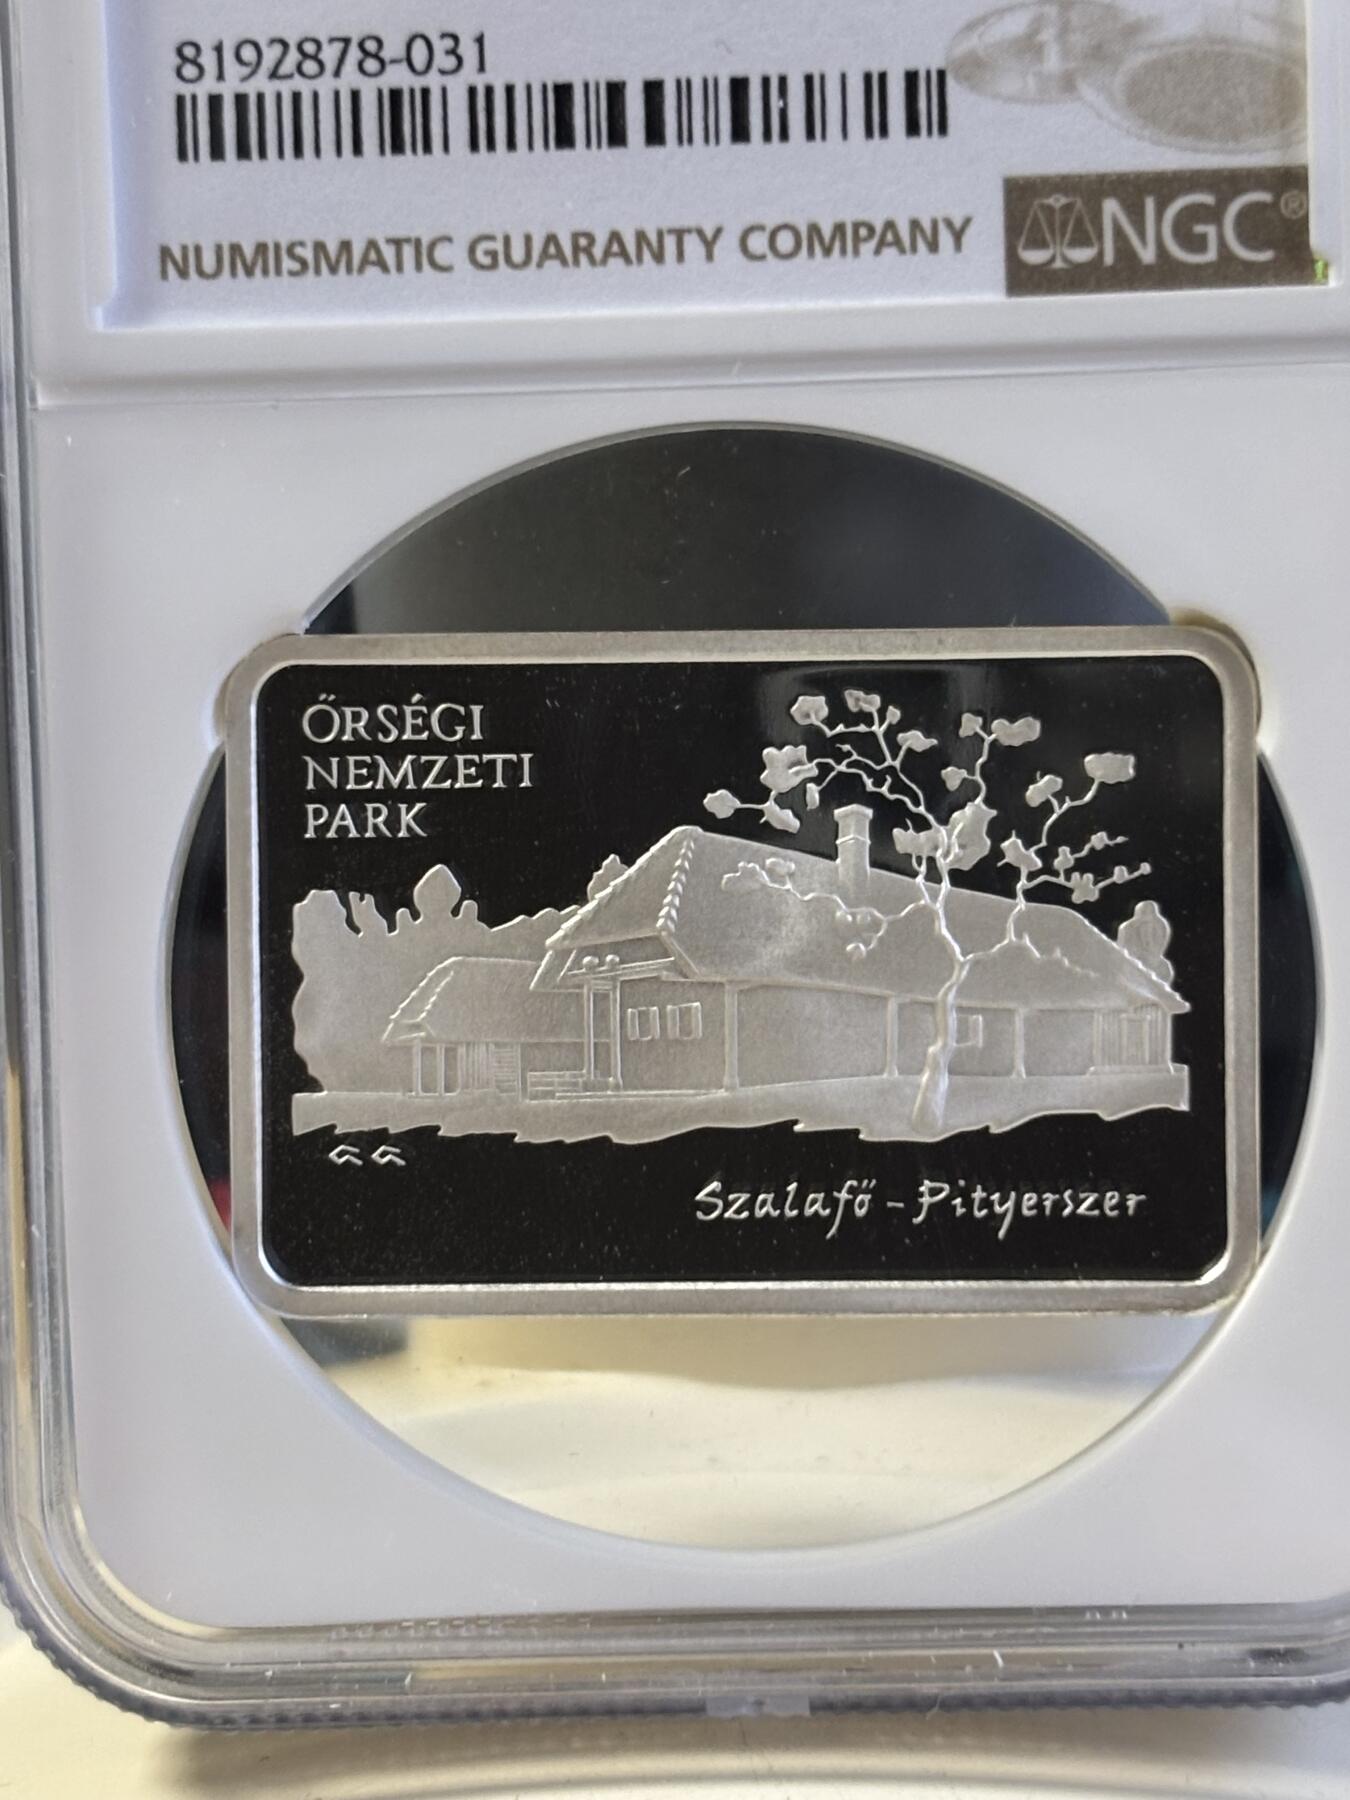 8192878-031
NUMISMATIC GUARANTY COMPANY
NGC®
ŐRSÉGI
NEMZETI
PARK
Szalafő - Pityerszer